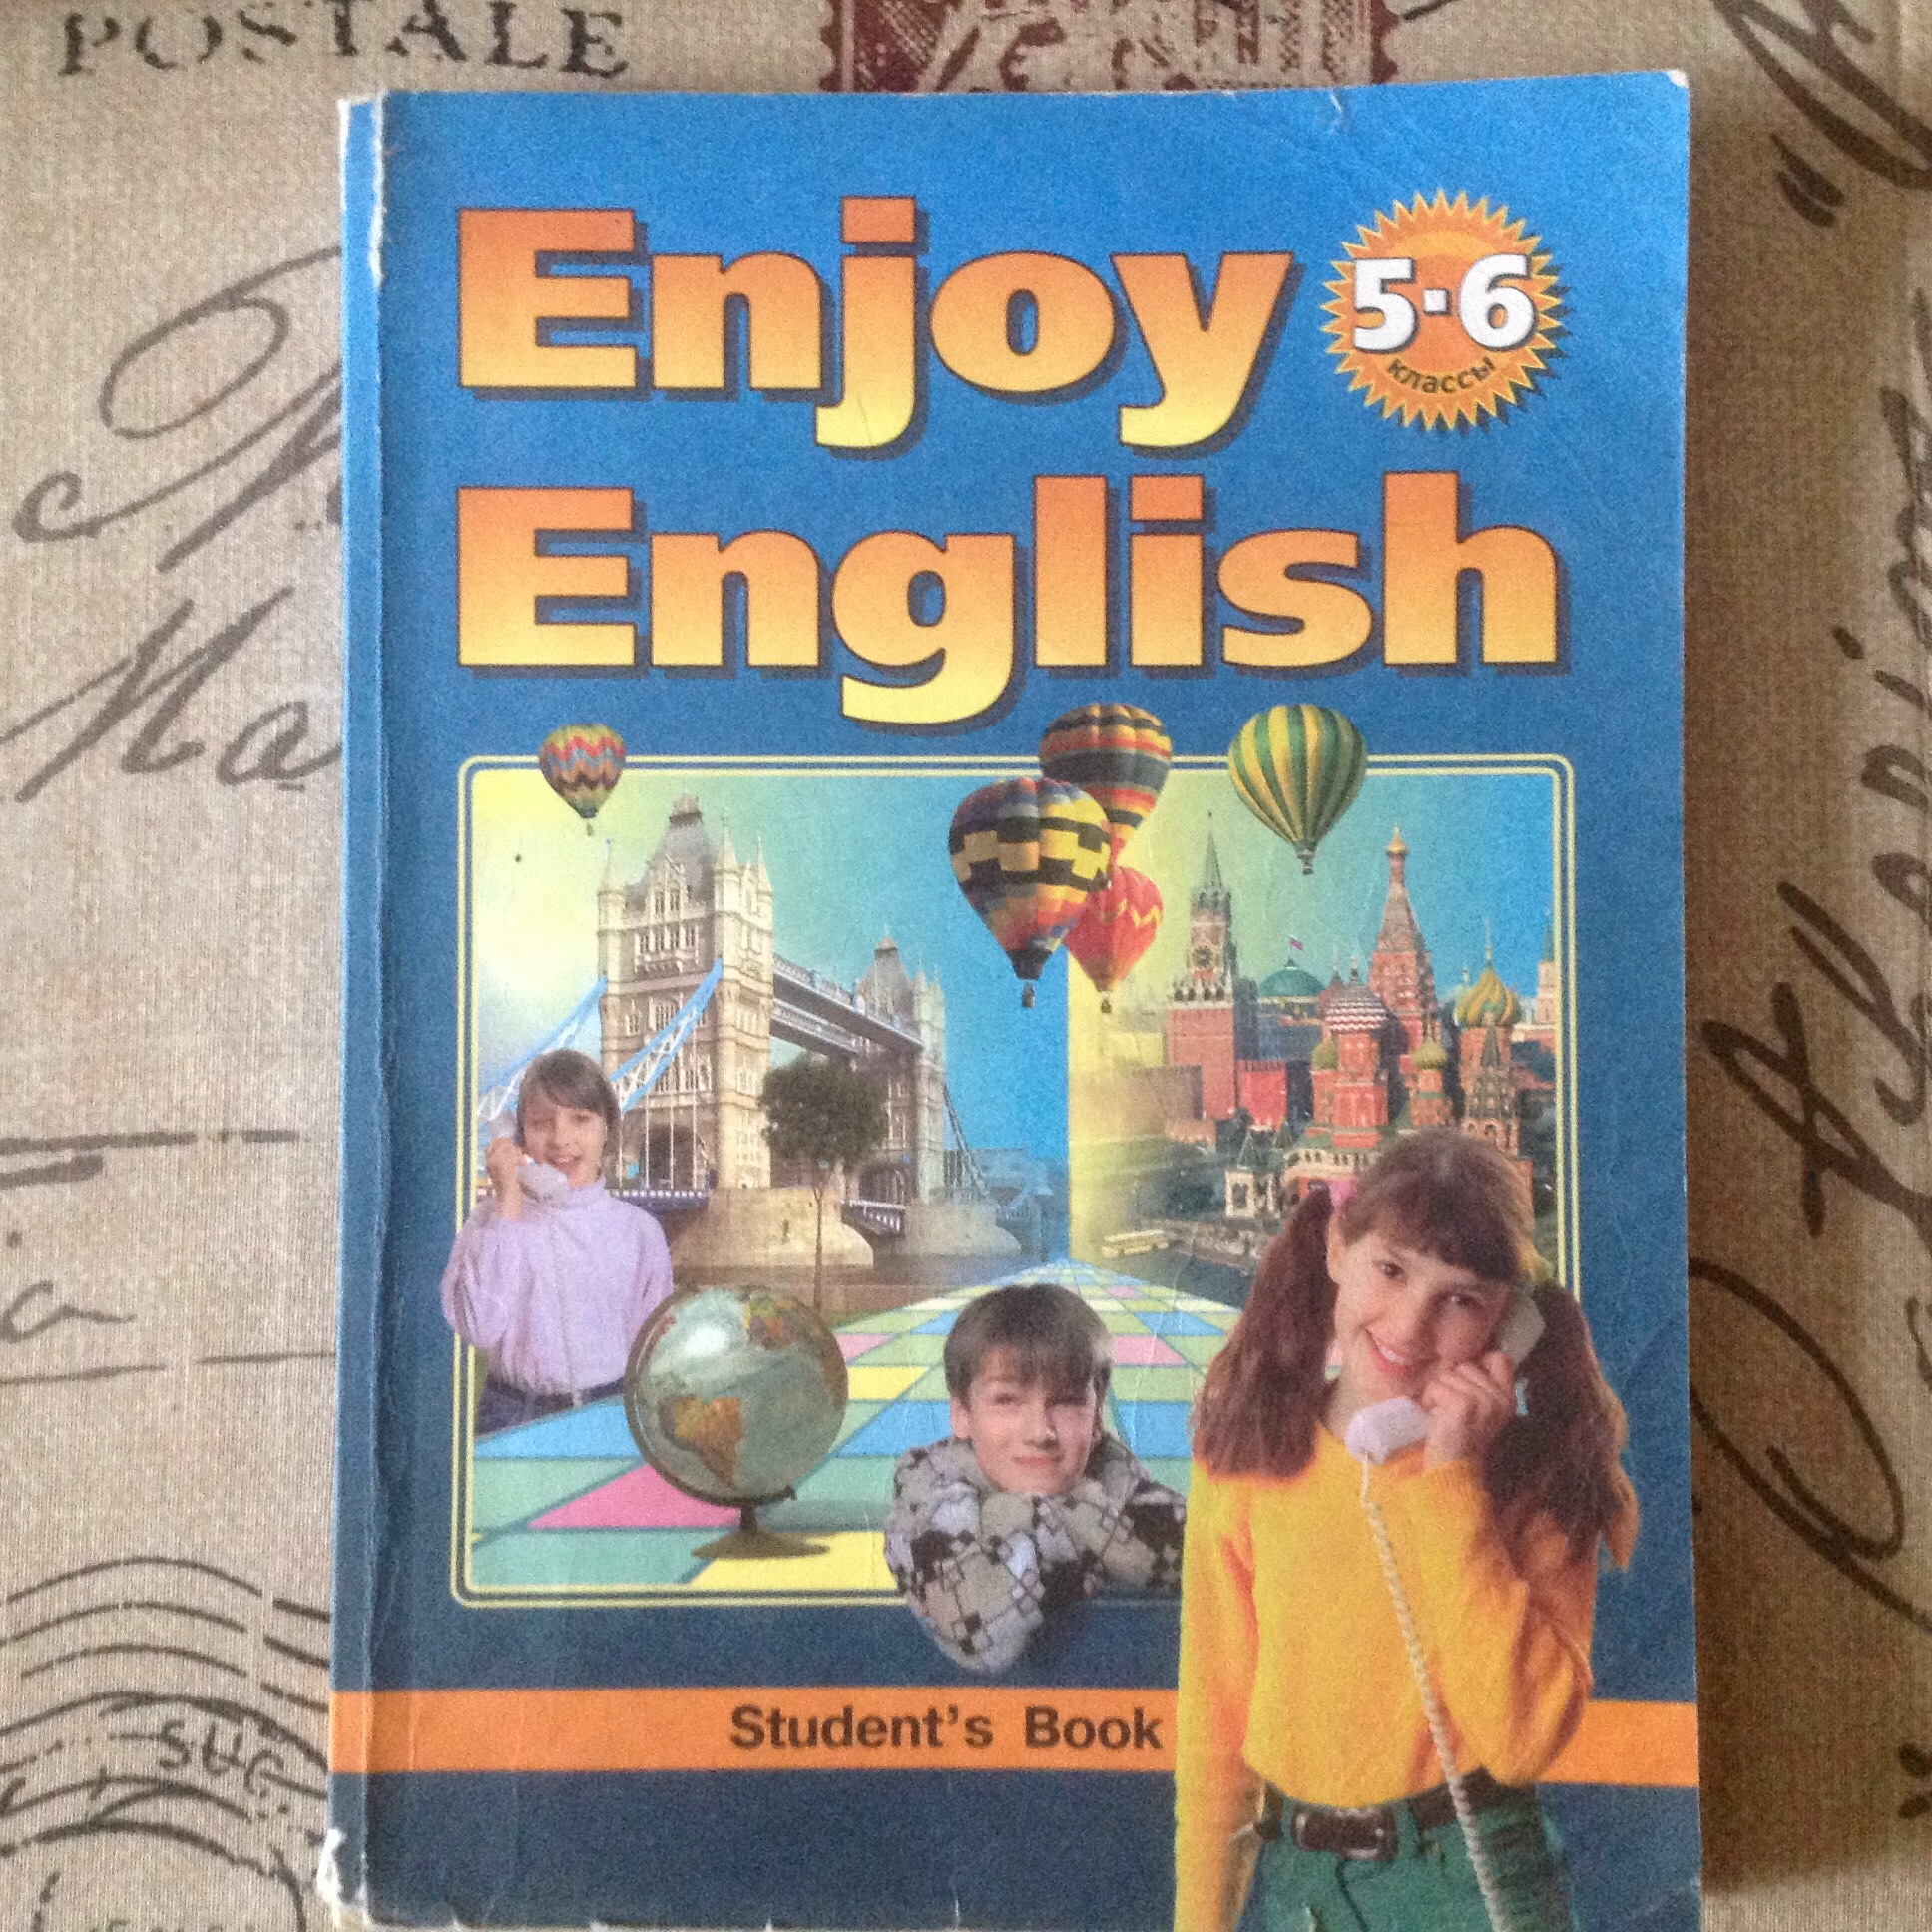 POSTALE
Enjoy
5·6
классы
English
Student's Book